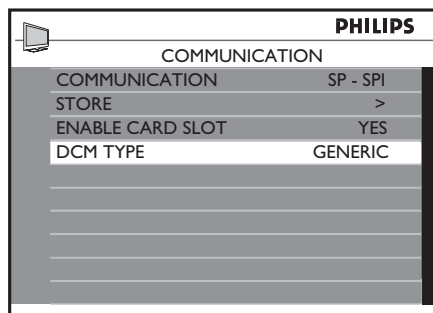 PHILIPS
COMMUNICATION
COMMUNICATION SP - SPI
STORE >
ENABLE CARD SLOT YES
DCM TYPE GENERIC